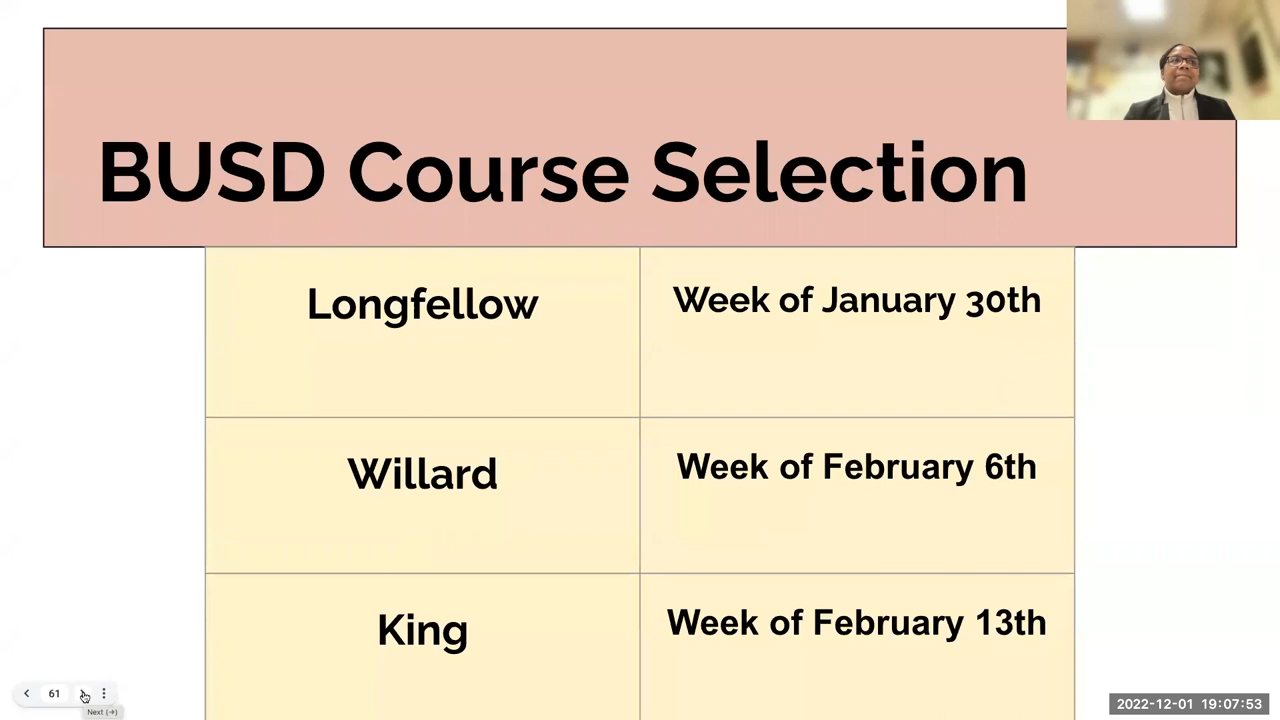 BUSD Course Selection
Longfellow
Week of January 30th
Willard
Week of February 6th
King
Week of February 13th
61
Next (→)
2022-12-01 19:07:53